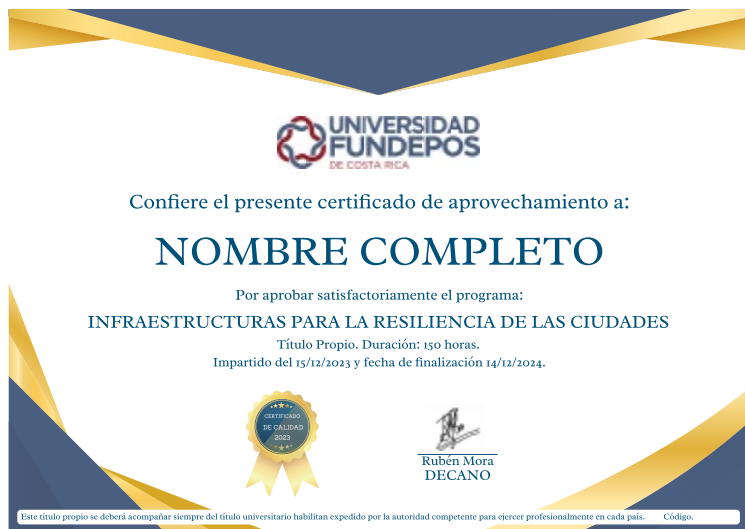 UNIVERSIDAD
FUNDEPOS
DE COSTA RICA
Confiere el presente certificado de aprovechamiento a:
NOMBRE COMPLETO
Por aprobar satisfactoriamente el programa:
INFRAESTRUCTURAS PARA LA RESILIENCIA DE LAS CIUDADES
Título Propio. Duración: 150 horas.
Impartido del 15/12/2023 y fecha de finalización 14/12/2024.
CERTIFICADO
DE CALIDAD
2023
Rubén Mora
DECANO
Este título propio se deberá acompañar siempre del título universitario habilitan expedido por la autoridad competente para ejercer profesionalmente en cada país. Código.